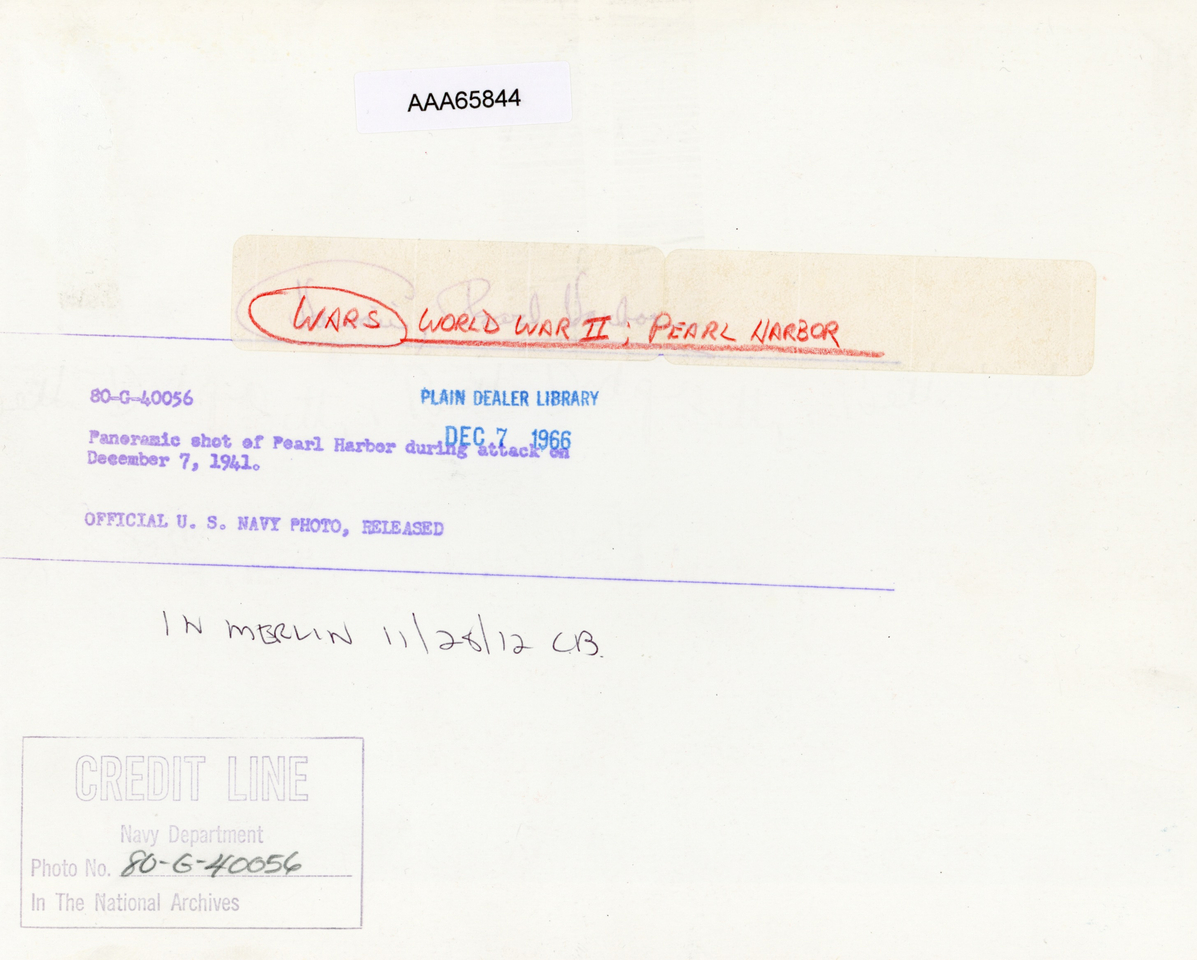 AAA65844
WARS WORLD WAR II; PEARL HARBOR
80-G-40056
PLAIN DEALER LIBRARY
DEC 7 1966
Panoramic shot of Pearl Harbor during attack on
December 7, 1941.
OFFICIAL U. S. NAVY PHOTO, RELEASED
IN MERLIN 11/28/12 CB.
CREDIT LINE
Navy Department
Photo No. 80-G-40056
In The National Archives